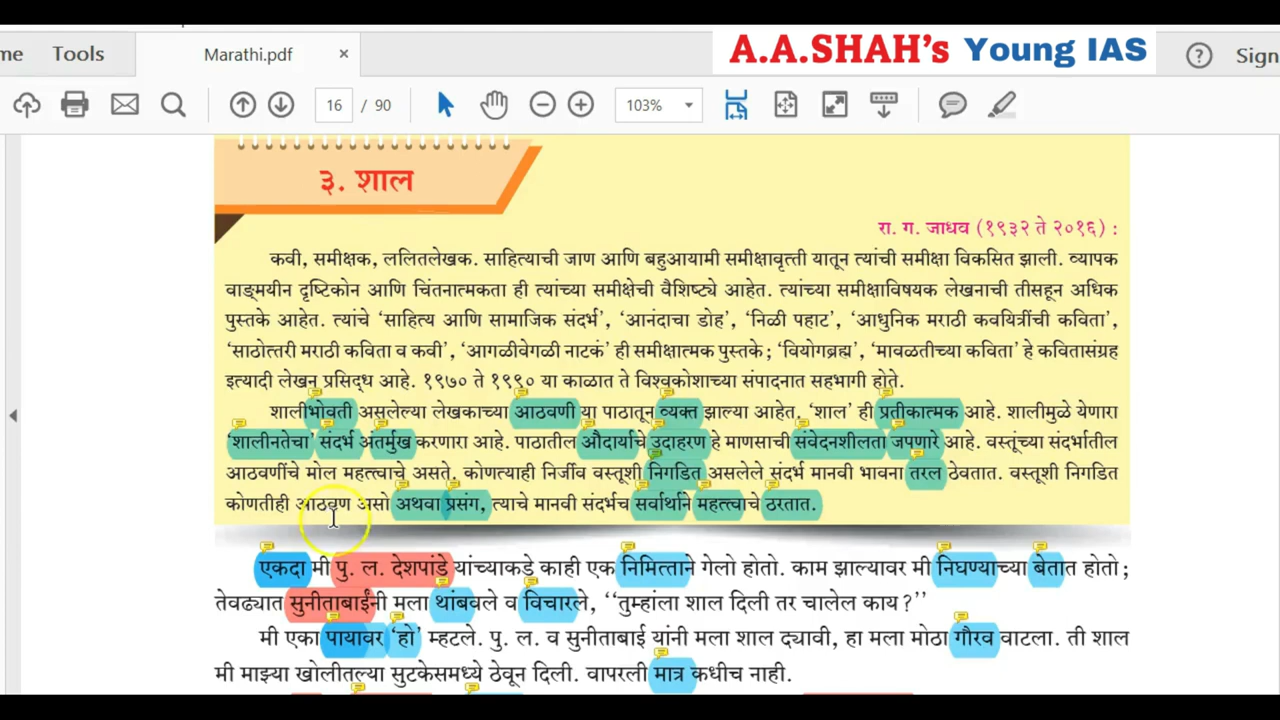 me Tools Marathi.pdf × A.A.SHAH's Young IAS ? Sign
16 / 90 103%
३. शाल
रा. ग. जाधव (१९३२ ते २०१६) :
कवी, समीक्षक, ललितलेखक. साहित्याची जाण आणि बहुआयामी समीक्षावृत्ती यातून त्यांची समीक्षा विकसित झाली. व्यापक
वाङ्मयीन दृष्टिकोन आणि चिंतनात्मकता ही त्यांच्या समीक्षेची वैशिष्ट्ये आहेत. त्यांच्या समीक्षाविषयक लेखनाची तीसहून अधिक
पुस्तके आहेत. त्यांचे ‘साहित्य आणि सामाजिक संदर्भ’, ‘आनंदाचा डोह’, ‘निळी पहाट’, ‘आधुनिक मराठी कवयित्रींची कविता’,
‘साठोत्तरी मराठी कविता व कवी’, ‘आगळीवेगळी नाटकं’ ही समीक्षात्मक पुस्तके; ‘वियोगब्रह्म’, ‘मावळतीच्या कविता’ हे कवितासंग्रह
इत्यादी लेखन प्रसिद्ध आहे. १९७० ते १९९० या काळात ते विश्वकोशाच्या संपादनात सहभागी होते.
शालीभोवती असलेल्या लेखकाच्या आठवणी या पाठातून व्यक्त झाल्या आहेत. ‘शाल’ ही प्रतीकात्मक आहे. शालीमुळे येणारा
‘शालीनतेचा’ संदर्भ अंतर्मुख करणारा आहे. पाठातील औदार्याचे उदाहरण हे माणसाची संवेदनशीलता जपणारे आहे. वस्तूंच्या संदर्भातील
आठवणींचे मोल महत्त्वाचे असते. कोणत्याही निर्जीव वस्तूशी निगडित असलेले संदर्भ मानवी भावना तरल ठेवतात. वस्तूशी निगडित
कोणतीही आठवण असो अथवा प्रसंग, त्याचे मानवी संदर्भच सर्वार्थाने महत्त्वाचे ठरतात.
एकदा मी पु. ल. देशपांडे यांच्याकडे काही एक निमित्ताने गेलो होतो. काम झाल्यावर मी निघण्याच्या बेतात होतो ;
तेवढ्यात सुनीताबाईंनी मला थांबवले व विचारले, ‘‘तुम्हांला शाल दिली तर चालेल काय?’’
मी एका पायावर ‘हो’ म्हटले. पु. ल. व सुनीताबाई यांनी मला शाल द्यावी, हा मला मोठा गौरव वाटला. ती शाल
मी माझ्या खोलीतल्या सुटकेसमध्ये ठेवून दिली. वापरली मात्र कधीच नाही.